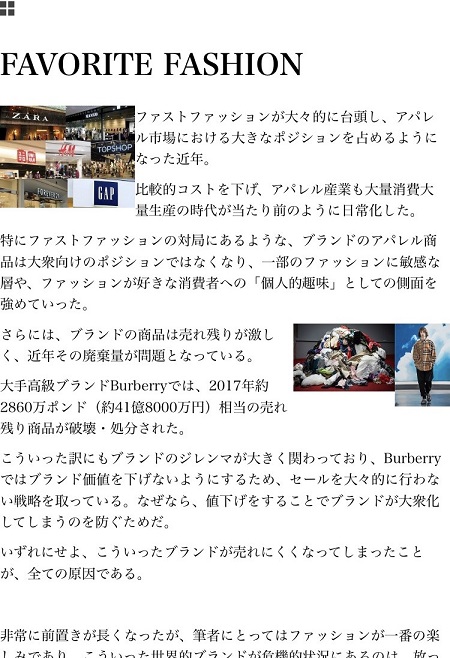 FAVORITE FASHION
ZARA
MANGO
H&M
TOPSHOP
FOREVER 21
GAP
ファストファッションが大々的に台頭し、アパレ
ル市場における大きなポジションを占めるように
なった近年。
比較的コストを下げ、アパレル産業も大量消費大
量生産の時代が当たり前のように日常化した。
特にファストファッションの対局にあるような、ブランドのアパレル商
品は大衆向けのポジションではなくなり、一部のファッションに敏感な
層や、ファッションが好きな消費者への「個人的趣味」としての側面を
強めていった。
さらには、ブランドの商品は売れ残りが激し
く、近年その廃棄量が問題となっている。
大手高級ブランドBurberryでは、2017年約
2860万ポンド（約41億8000万円）相当の売れ
残り商品が破壊・処分された。
こういった訳にもブランドのジレンマが大きく関わっており、Burberry
ではブランド価値を下げないようにするため、セールを大々的に行わな
い戦略を取っている。なぜなら、値下げをすることでブランドが大衆化
してしまうのを防ぐためだ。
いずれにせよ、こういったブランドが売れにくくなってしまったこと
が、全ての原因である。
非常に前置きが長くなったが、筆者にとってはファッションが一番の楽
しみであり、こういった世界的ブランドが危機的状況にあるのは、放っ